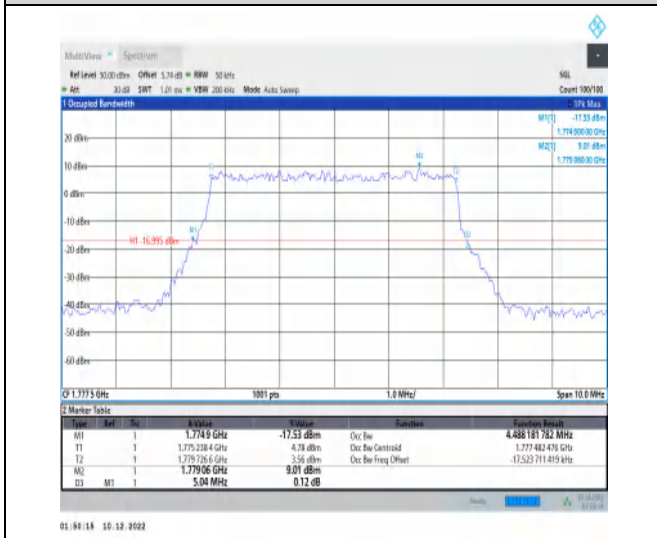 MultiView Spectrum
Ref Level 30.00 dBm Offset 5.74 dB RBW 50 kHz SGL
Att 30 dB SWT 1.01 ms VBW 200 kHz Mode Auto Sweep Count 100/100
1 Occupied Bandwidth 1Pk Max
M1[1] -17.53 dBm
1.774 900 00 GHz
M2[1] 9.01 dBm
1.779 060 00 GHz
20 dBm
M2
10 dBm
0 dBm
-10 dBm
M1
H1 -16.995 dBm
-20 dBm
-30 dBm
-40 dBm
-50 dBm
-60 dBm
CF 1.777 5 GHz 1001 pts 1.0 MHz/ Span 10.0 MHz
2 Marker Table
Type Ref Trc X-Value Y-Value Function Function Result
M1 1 1.774 9 GHz -17.53 dBm Occ Bw 4.488 181 782 MHz
T1 1 1.775 238 4 GHz 4.78 dBm Occ Bw Centroid 1.777 482 476 GHz
T2 1 1.779 726 6 GHz 3.56 dBm Occ Bw Freq Offset -17.523 711 419 kHz
M2 1 1.779 06 GHz 9.01 dBm
D3 M1 1 5.04 MHz 0.12 dB
Ready
01:50:15 10.12.2022